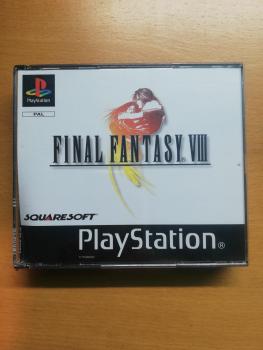 PlayStation
PAL
FINAL FANTASY® VIII
SQUARESOFT
PlayStation®